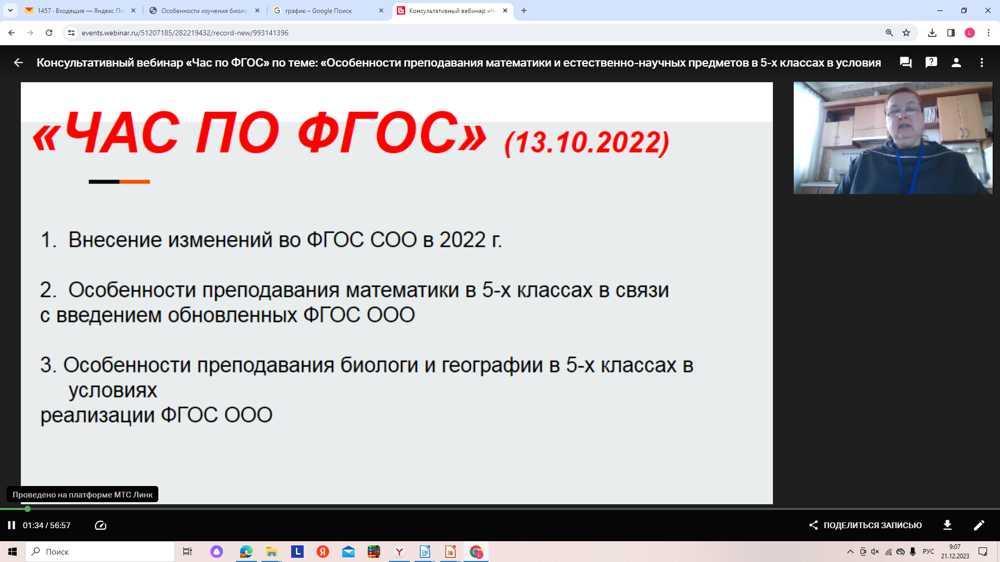 1457 · Входящие — Яндекс По
Особенности изучения биоло
график – Google Поиск
Консультативный вебинар «Ча
events.webinar.ru/51207185/282219432/record-new/993141396
L
Консультативный вебинар «Час по ФГОС» по теме: «Особенности преподавания математики и естественно-научных предметов в 5-х классах в условия
«ЧАС ПО ФГОС» (13.10.2022)
1. Внесение изменений во ФГОС СОО в 2022 г.
2. Особенности преподавания математики в 5-х классах в связи
с введением обновленных ФГОС ООО
3. Особенности преподавания биологи и географии в 5-х классах в
условиях
реализации ФГОС ООО
Проведено на платформе МТС Линк
01:34 / 56:57
ПОДЕЛИТЬСЯ ЗАПИСЬЮ
Поиск
РУС
9:07
21.12.2023